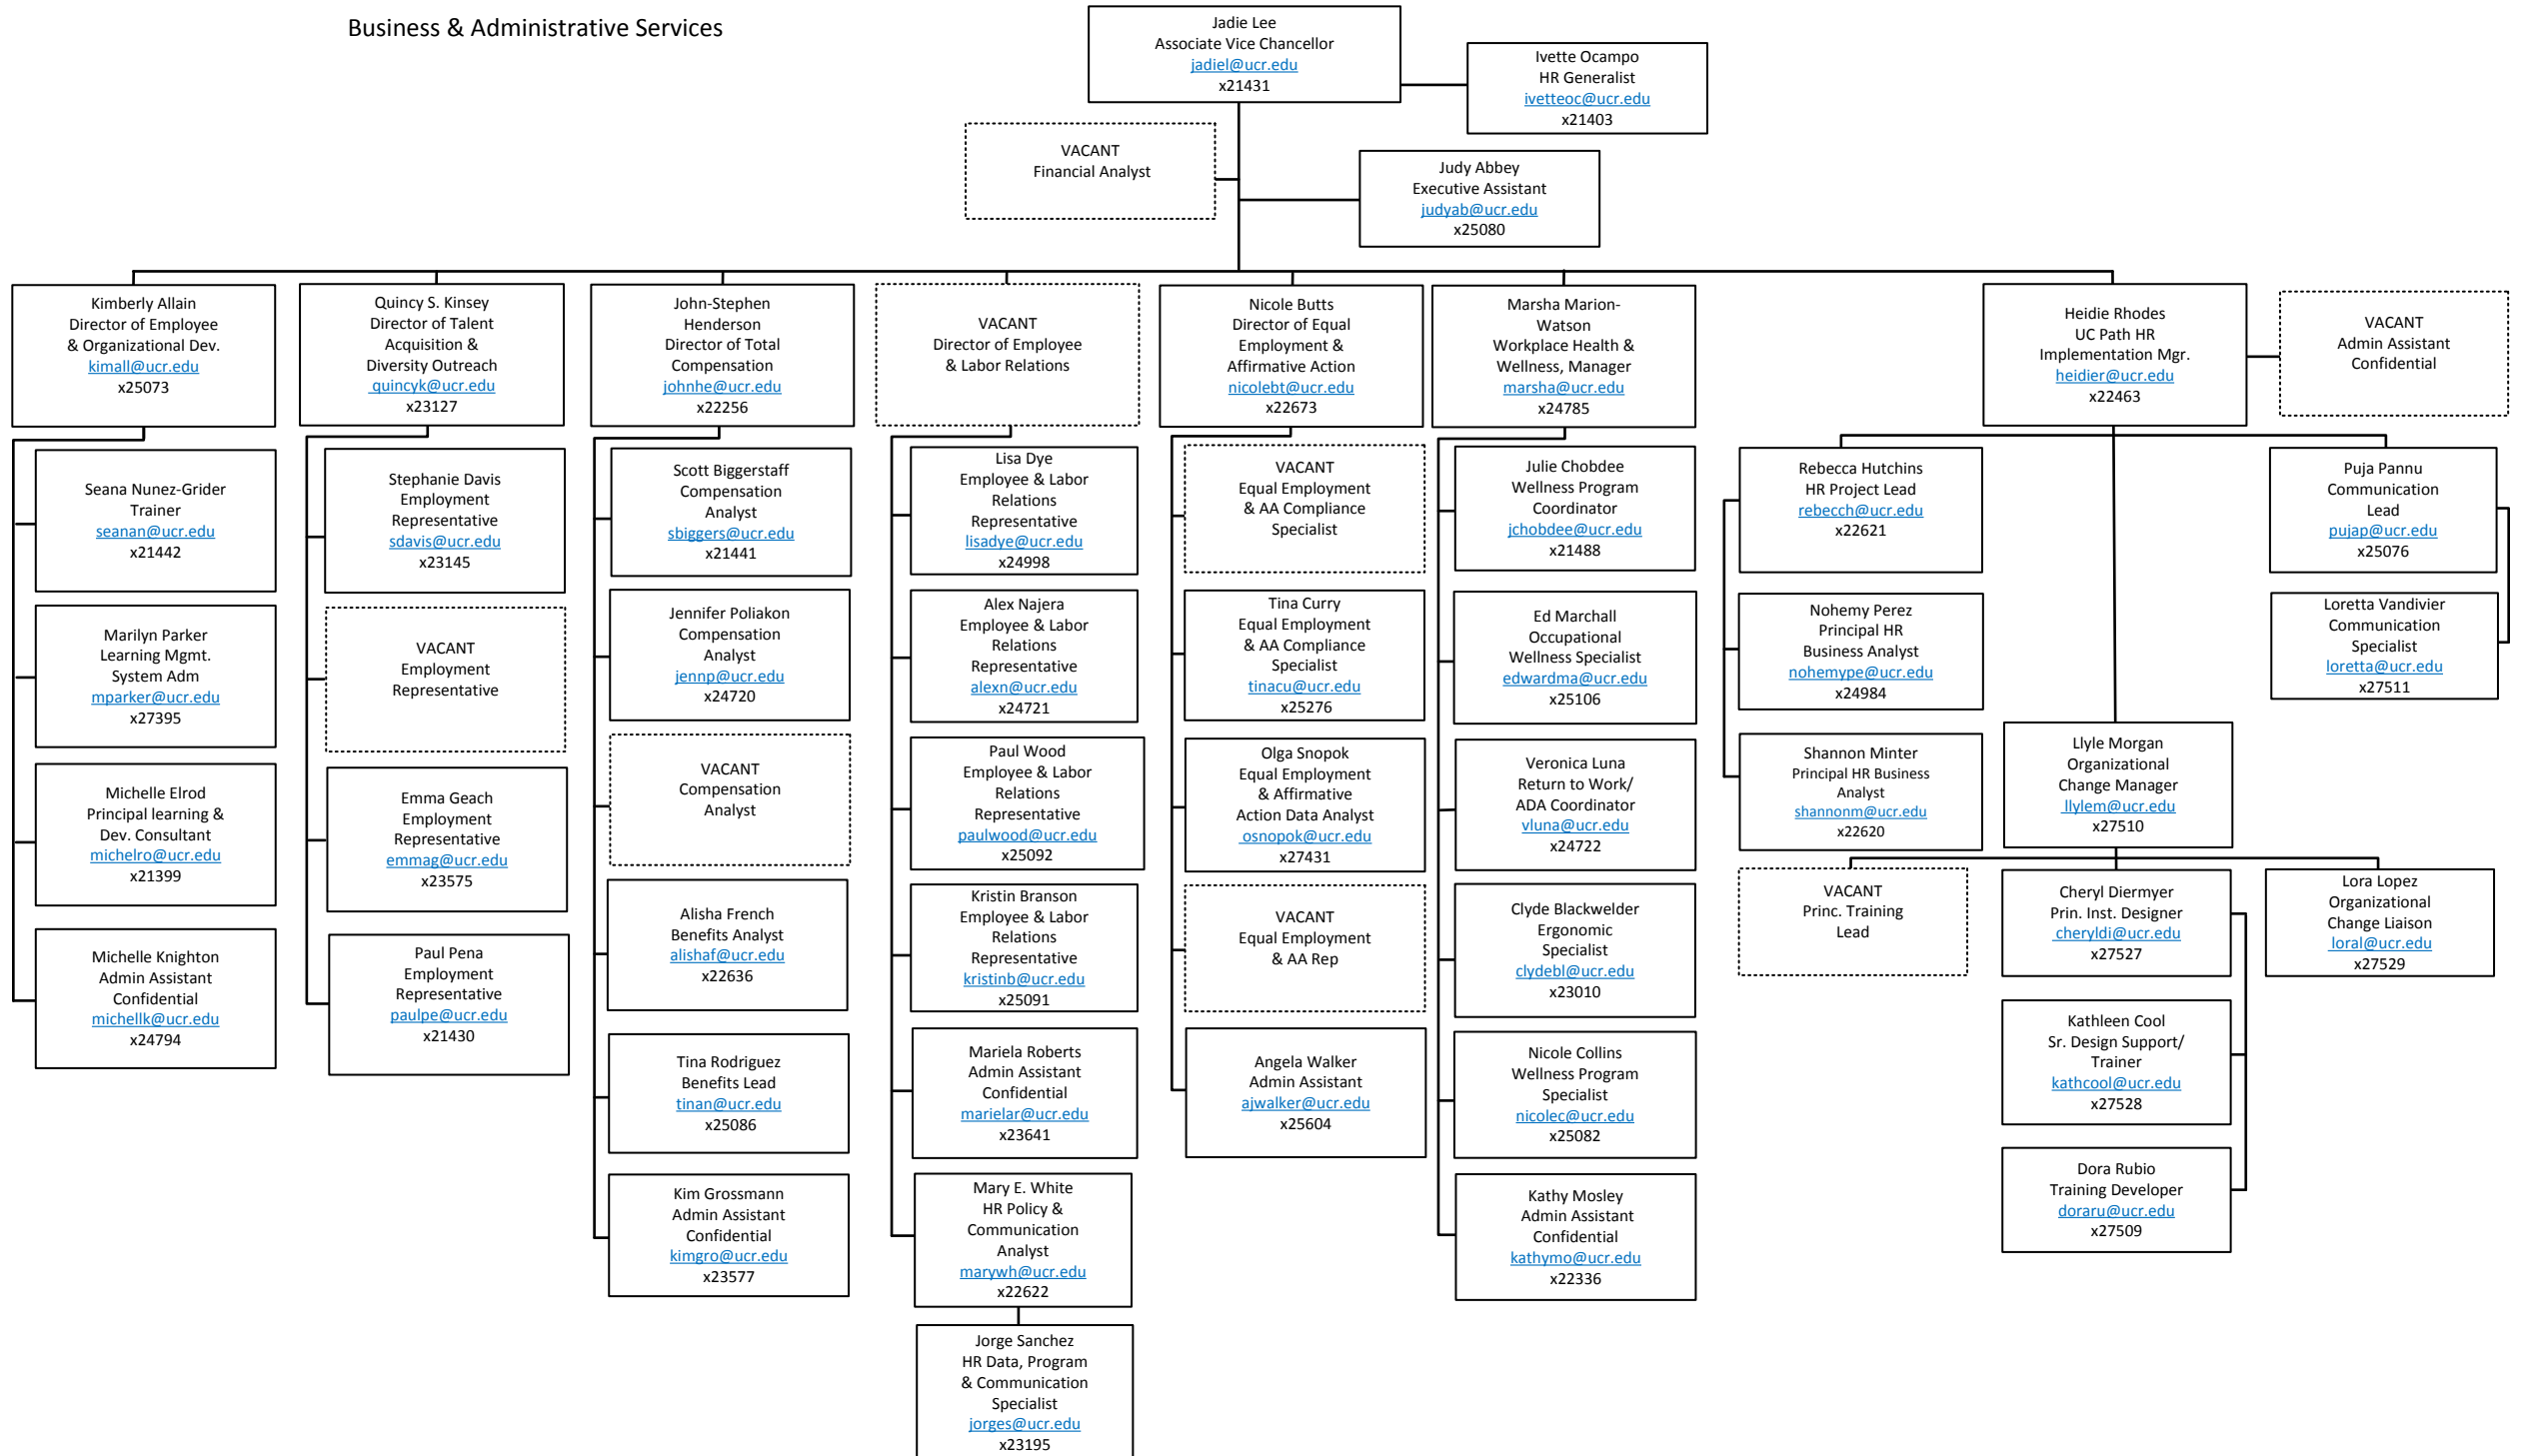 Business & Administrative Services
Jadie Lee
Associate Vice Chancellor
jadiel@ucr.edu
x21431
Ivette Ocampo
HR Generalist
ivetteoc@ucr.edu
x21403
VACANT
Financial Analyst
Judy Abbey
Executive Assistant
judyab@ucr.edu
x25080
Kimberly Allain
Director of Employee
& Organizational Dev.
kimall@ucr.edu
x25073
Seana Nunez-Grider
Trainer
seanan@ucr.edu
x21442
Marilyn Parker
Learning Mgmt.
System Adm
mparker@ucr.edu
x27395
Michelle Elrod
Principal learning &
Dev. Consultant
michelro@ucr.edu
x21399
Michelle Knighton
Admin Assistant
Confidential
michellk@ucr.edu
x24794
Quincy S. Kinsey
Director of Talent
Acquisition &
Diversity Outreach
quincyk@ucr.edu
x23127
Stephanie Davis
Employment
Representative
sdavis@ucr.edu
x23145
VACANT
Employment
Representative
Emma Geach
Employment
Representative
emmag@ucr.edu
x23575
Paul Pena
Employment
Representative
paulpe@ucr.edu
x21430
John-Stephen
Henderson
Director of Total
Compensation
johnhe@ucr.edu
x22256
Scott Biggerstaff
Compensation
Analyst
sbiggers@ucr.edu
x21441
Jennifer Poliakon
Compensation
Analyst
jennp@ucr.edu
x24720
VACANT
Compensation
Analyst
Alisha French
Benefits Analyst
alishaf@ucr.edu
x22636
Tina Rodriguez
Benefits Lead
tinan@ucr.edu
x25086
Kim Grossmann
Admin Assistant
Confidential
kimgro@ucr.edu
x23577
VACANT
Director of Employee
& Labor Relations
Lisa Dye
Employee & Labor
Relations
Representative
lisadye@ucr.edu
x24998
Alex Najera
Employee & Labor
Relations
Representative
alexn@ucr.edu
x24721
Paul Wood
Employee & Labor
Relations
Representative
paulwood@ucr.edu
x25092
Kristin Branson
Employee & Labor
Relations
Representative
kristinb@ucr.edu
x25091
Mariela Roberts
Admin Assistant
Confidential
marielar@ucr.edu
x23641
Mary E. White
HR Policy &
Communication
Analyst
marywh@ucr.edu
x22622
Jorge Sanchez
HR Data, Program
& Communication
Specialist
jorges@ucr.edu
x23195
Nicole Butts
Director of Equal
Employment &
Affirmative Action
nicolebt@ucr.edu
x22673
VACANT
Equal Employment
& AA Compliance
Specialist
Tina Curry
Equal Employment
& AA Compliance
Specialist
tinacu@ucr.edu
x25276
Olga Snopok
Equal Employment
& Affirmative
Action Data Analyst
osnopok@ucr.edu
x27431
VACANT
Equal Employment
& AA Rep
Angela Walker
Admin Assistant
ajwalker@ucr.edu
x25604
Marsha Marion-
Watson
Workplace Health &
Wellness, Manager
marsha@ucr.edu
x24785
Julie Chobdee
Wellness Program
Coordinator
jchobdee@ucr.edu
x21488
Ed Marchall
Occupational
Wellness Specialist
edwardma@ucr.edu
x25106
Veronica Luna
Return to Work/
ADA Coordinator
vluna@ucr.edu
x24722
Clyde Blackwelder
Ergonomic
Specialist
clydebl@ucr.edu
x23010
Nicole Collins
Wellness Program
Specialist
nicolec@ucr.edu
x25082
Kathy Mosley
Admin Assistant
Confidential
kathymo@ucr.edu
x22336
Heidie Rhodes
UC Path HR
Implementation Mgr.
heidier@ucr.edu
x22463
VACANT
Admin Assistant
Confidential
Rebecca Hutchins
HR Project Lead
rebecch@ucr.edu
x22621
Nohemy Perez
Principal HR
Business Analyst
nohemype@ucr.edu
x24984
Shannon Minter
Principal HR Business
Analyst
shannonm@ucr.edu
x22620
Puja Pannu
Communication
Lead
pujap@ucr.edu
x25076
Loretta Vandivier
Communication
Specialist
loretta@ucr.edu
x27511
Llyle Morgan
Organizational
Change Manager
llylem@ucr.edu
x27510
VACANT
Princ. Training
Lead
Cheryl Diermyer
Prin. Inst. Designer
cheryldi@ucr.edu
x27527
Kathleen Cool
Sr. Design Support/
Trainer
kathcool@ucr.edu
x27528
Dora Rubio
Training Developer
doraru@ucr.edu
x27509
Lora Lopez
Organizational
Change Liaison
loral@ucr.edu
x27529